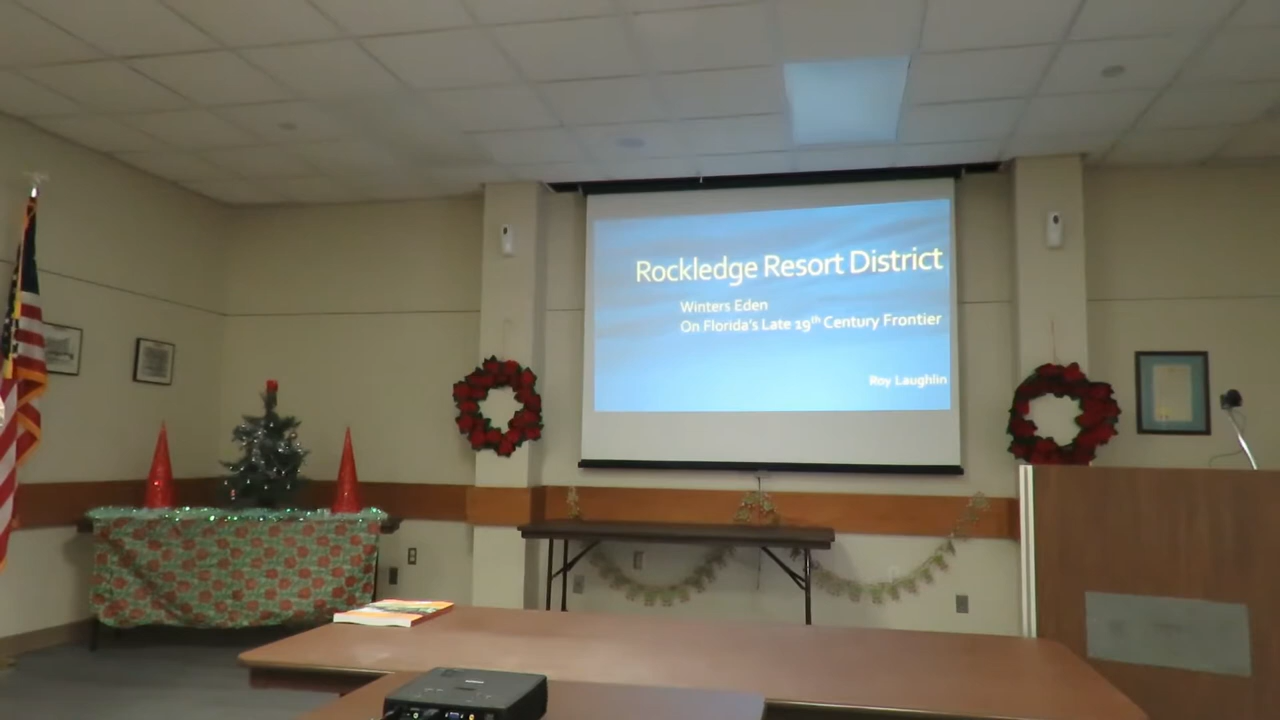 Rockledge Resort District
Winters Eden
On Florida's Late 19th Century Frontier
Roy Laughlin